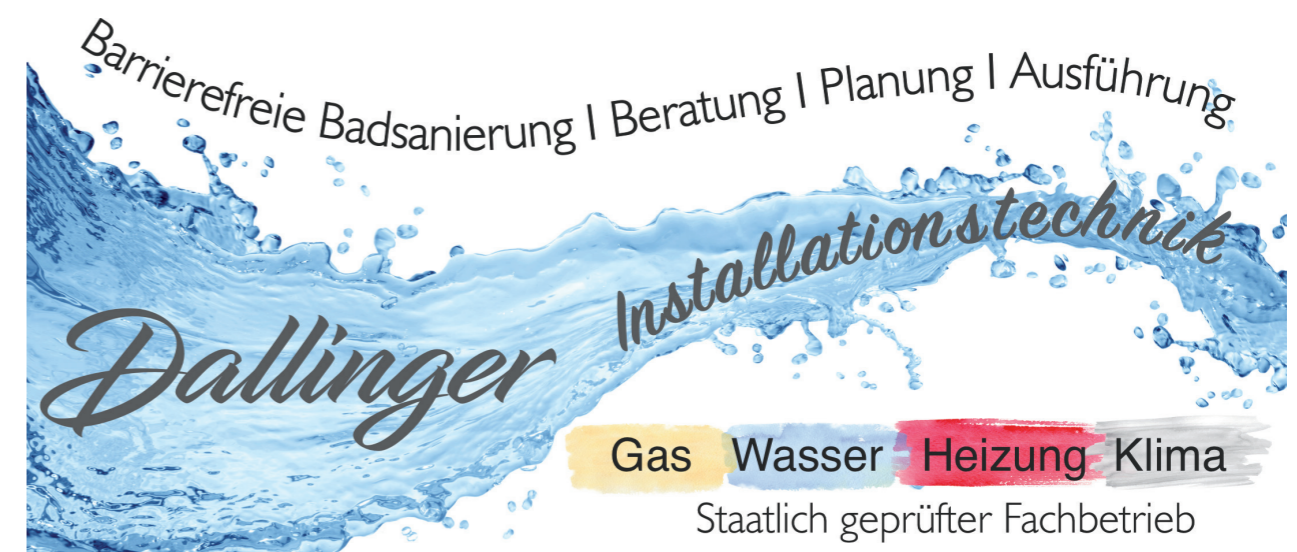 Barrierefreie Badsanierung I Beratung I Planung I Ausführung
Dallinger Installationstechnik
Gas Wasser Heizung Klima
Staatlich geprüfter Fachbetrieb